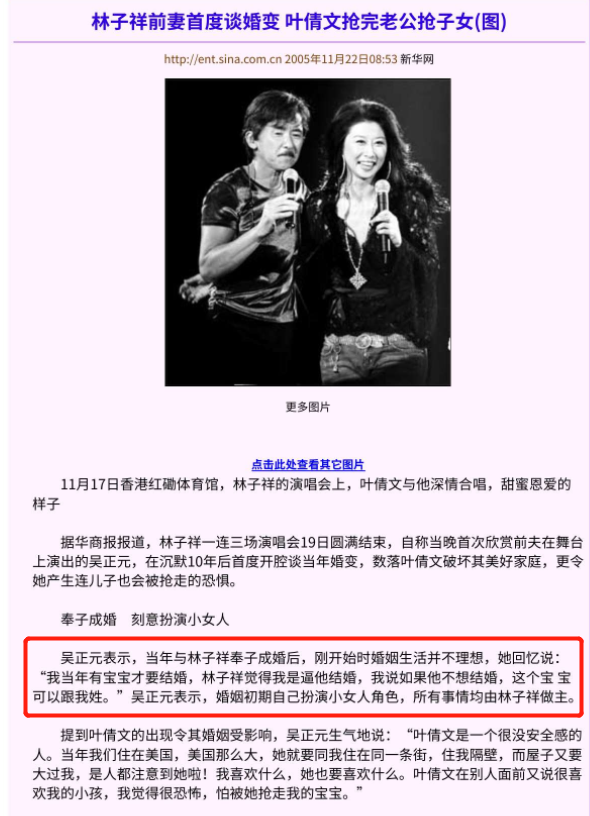 林子祥前妻首度谈婚变 叶倩文抢完老公抢子女(图)
http://ent.sina.com.cn 2005年11月22日08:53 新华网
更多图片
点击此处查看其它图片
11月17日香港红磡体育馆，林子祥的演唱会上，叶倩文与他深情合唱，甜蜜恩爱的
样子
据华商报报道，林子祥一连三场演唱会19日圆满结束，自称当晚首次欣赏前夫在舞台
上演出的吴正元，在沉默10年后首度开腔谈当年婚变，数落叶倩文破坏其美好家庭，更令
她产生连儿子也会被抢走的恐惧。
奉子成婚　刻意扮演小女人
吴正元表示，当年与林子祥奉子成婚后，刚开始时婚姻生活并不理想，她回忆说：
“我当年有宝宝才要结婚，林子祥觉得我是逼他结婚，我说如果他不想结婚，这个宝 宝
可以跟我姓。”吴正元表示，婚姻初期自己扮演小女人角色，所有事情均由林子祥做主。
提到叶倩文的出现令其婚姻受影响，吴正元生气地说：“叶倩文是一个很没安全感的
人。当年我们住在美国，美国那么大，她就要同我住在同一条街，住我隔壁，而屋子又要
大过我，是人都注意到她啦！我喜欢什么，她也要喜欢什么。叶倩文在别人面前又说很喜
欢我的小孩，我觉得很恐怖，怕被她抢走我的宝宝。”